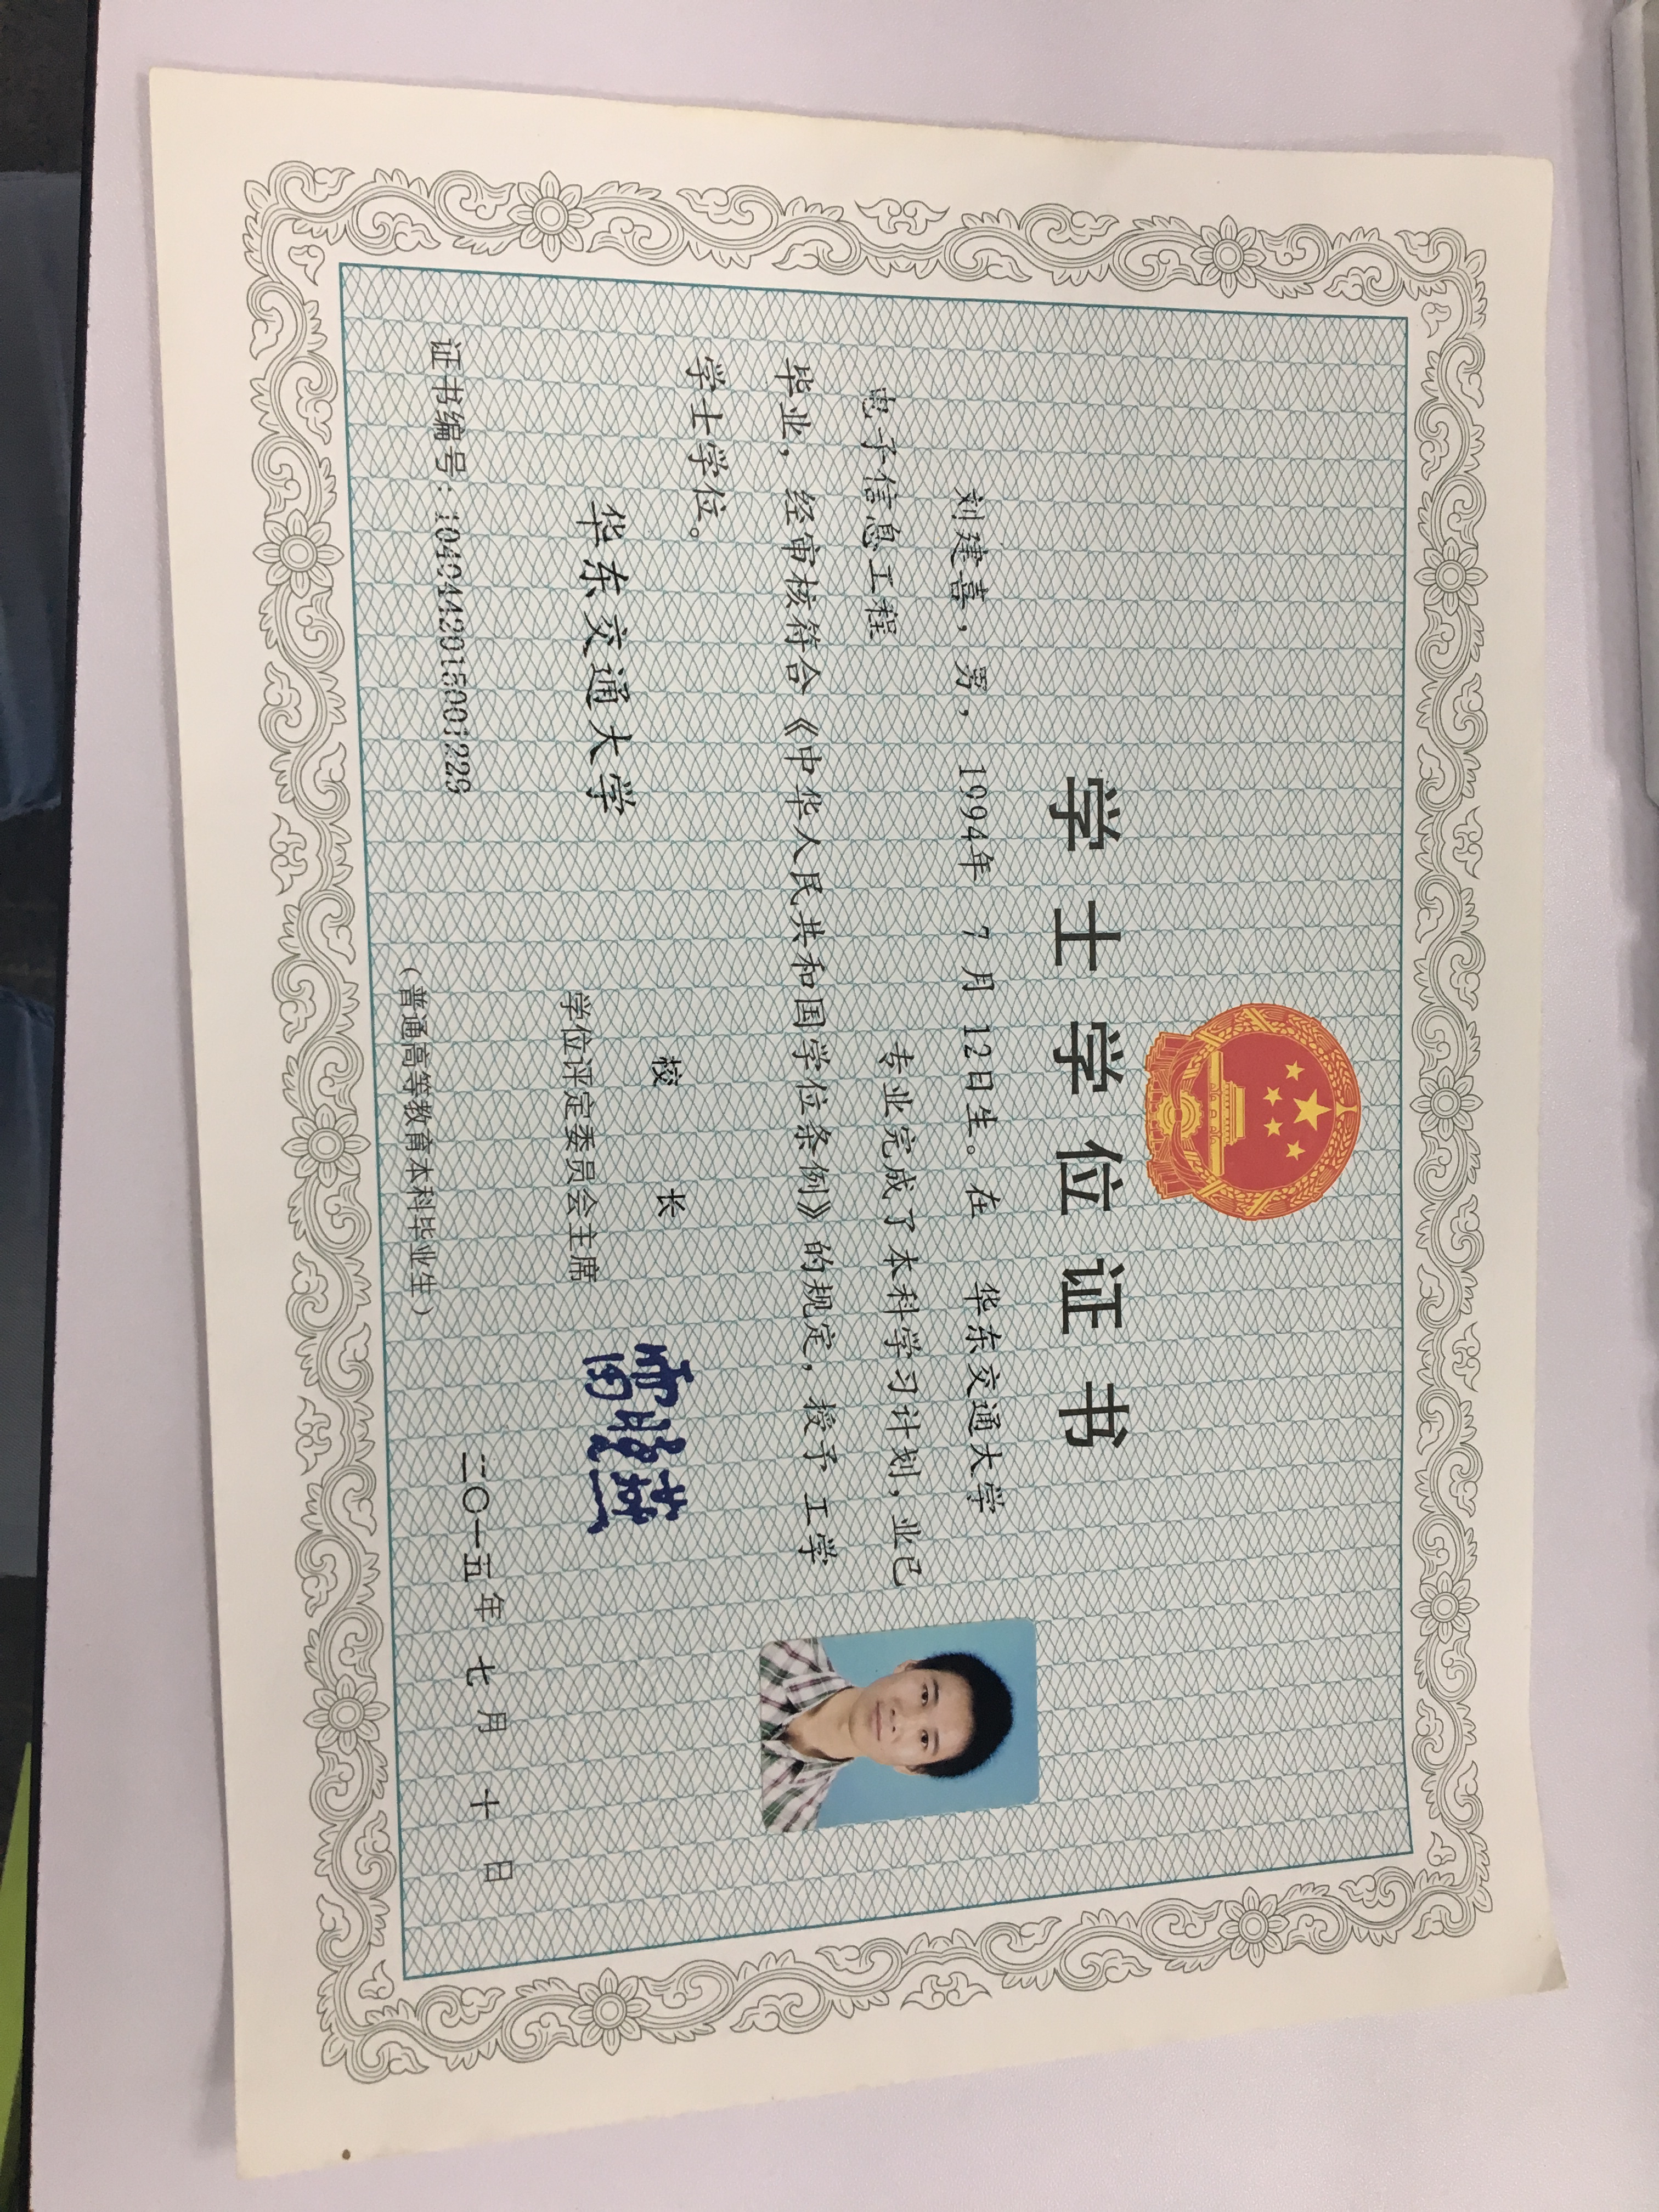 学士学位证书
刘建喜，男，1994年 7 月 12日生。在 华东交通大学
电子信息工程 专业完成了本科学习计划，业已
毕业，经审核符合《中华人民共和国学位条例》的规定，授予 工学
学士学位。
华东交通大学
校 长
学位评定委员会主席
证书编号：1040442015001229
二〇一五年 七 月 十 日
（普通高等教育本科毕业生）